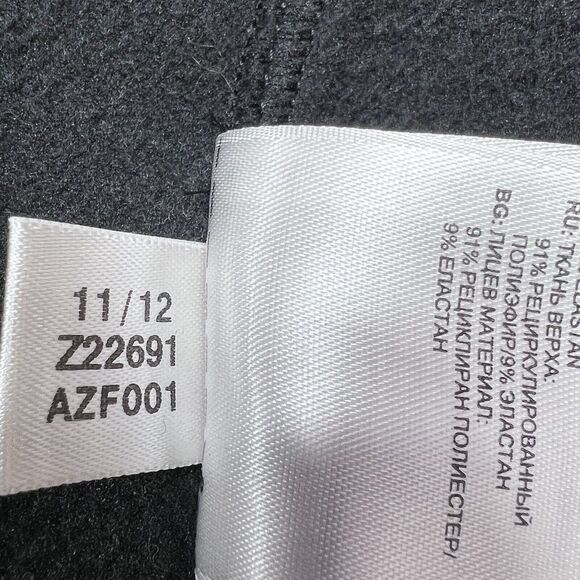 11/12
Z22691
AZF001
ELASTAN
RU: ТКАНЬ ВЕРХА:
91% РЕЦИРКУЛИРОВАННЫЙ
ПОЛИЭФИР/9% ЭЛАСТАН
BG: ЛИЦЕВ МАТЕРИАЛ:
91% РЕЦИКЛИРАН ПОЛИЕСТЕР/
9% ЕЛАСТАН